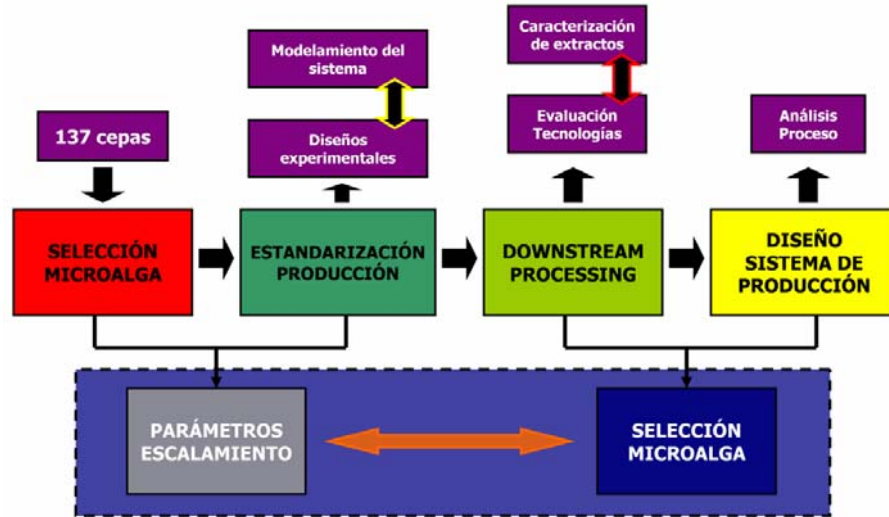 Modelamiento del
sistema
Caracterización
de extractos
137 cepas
Diseños
experimentales
Evaluación
Tecnologías
Análisis
Proceso
SELECCIÓN
MICROALGA
ESTANDARIZACIÓN
PRODUCCIÓN
DOWNSTREAM
PROCESSING
DISEÑO
SISTEMA DE
PRODUCCIÓN
PARÁMETROS
ESCALAMIENTO
SELECCIÓN
MICROALGA